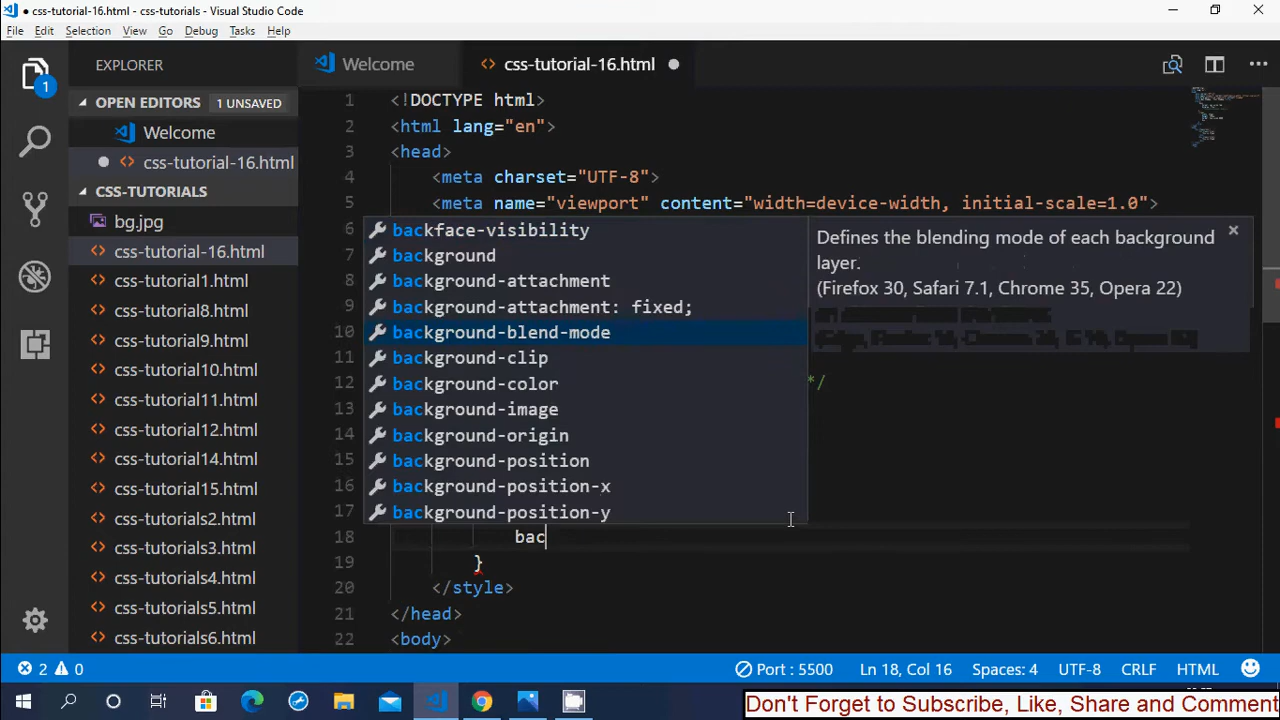 css-tutorial-16.html - css-tutorials - Visual Studio Code
File Edit Selection View Go Debug Tasks Help
EXPLORER
Welcome
css-tutorial-16.html
OPEN EDITORS 1 UNSAVED
Welcome
css-tutorial-16.html
CSS-TUTORIALS
bg.jpg
css-tutorial-16.html
css-tutorial1.html
css-tutorial8.html
css-tutorial9.html
css-tutorial10.html
css-tutorial11.html
css-tutorial12.html
css-tutorial14.html
css-tutorial15.html
css-tutorials2.html
css-tutorials3.html
css-tutorials4.html
css-tutorials5.html
css-tutorials6.html
1
1 <!DOCTYPE html>
2 <html lang="en">
3 <head>
4 <meta charset="UTF-8">
5 <meta name="viewport" content="width=device-width, initial-scale=1.0">
6
7
8
9
10
11
12 */
13
14
15
16
17
18 bac
19 }
20 </style>
21 </head>
22 <body>
backface-visibility
background
background-attachment
background-attachment: fixed;
background-blend-mode
background-clip
background-color
background-image
background-origin
background-position
background-position-x
background-position-y
Defines the blending mode of each background
layer.
(Firefox 30, Safari 7.1, Chrome 35, Opera 22)
2 0 Port : 5500 Ln 18, Col 16 Spaces: 4 UTF-8 CRLF HTML
Don't Forget to Subscribe, Like, Share and Comment